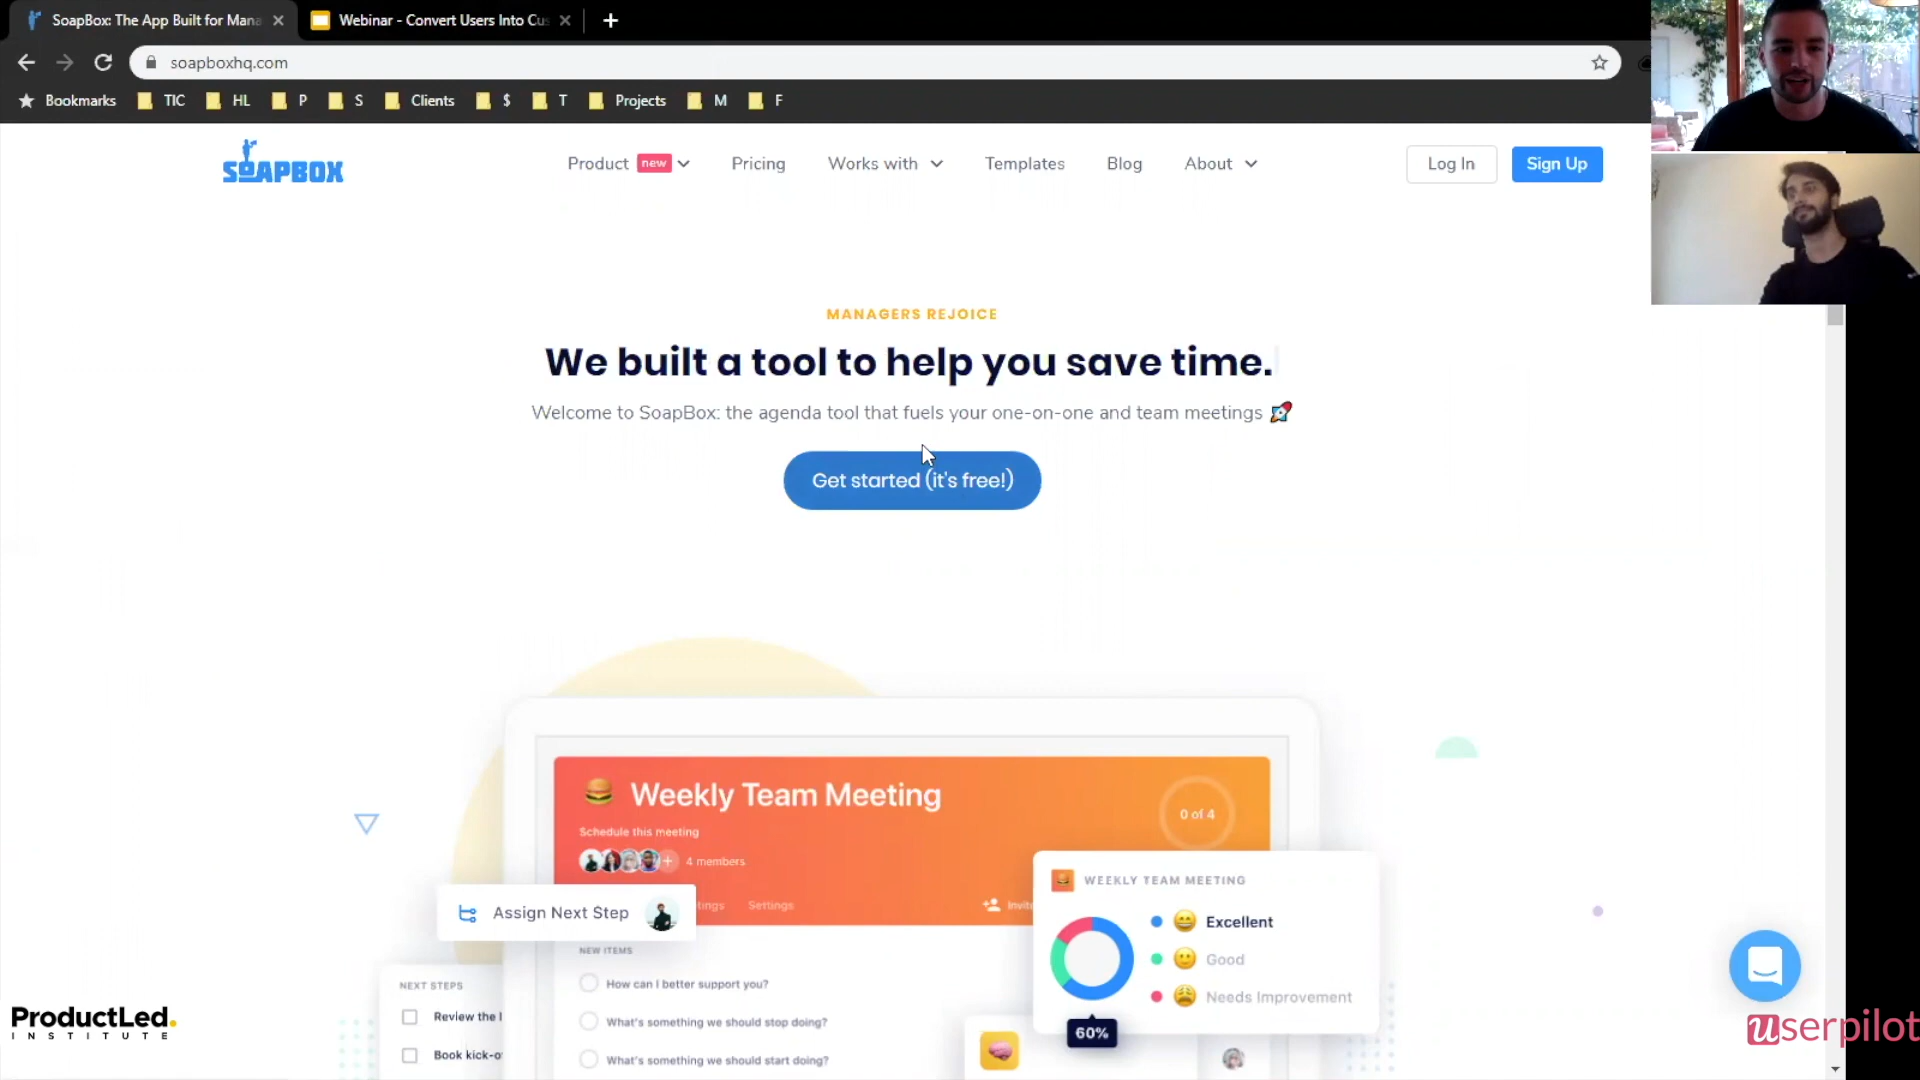 SoapBox: The App Built for Mana
Webinar - Convert Users Into Cus
soapboxhq.com
Bookmarks TIC HL P S Clients $ T Projects M F
SOAPBOX
Product new Pricing Works with Templates Blog About Log In Sign Up
MANAGERS REJOICE
We built a tool to help you save time.
Welcome to SoapBox: the agenda tool that fuels your one-on-one and team meetings 🚀
Get started (it's free!)
Weekly Team Meeting
0 of 4
Schedule this meeting
4 members
Settings
Invite
Assign Next Step
WEEKLY TEAM MEETING
Excellent
Good
Needs Improvement
60%
NEW ITEMS
How can I better support you?
What's something we should stop doing?
What's something we should start doing?
NEXT STEPS
Review the
Book kick-o
ProductLed.
INSTITUTE
userpilot